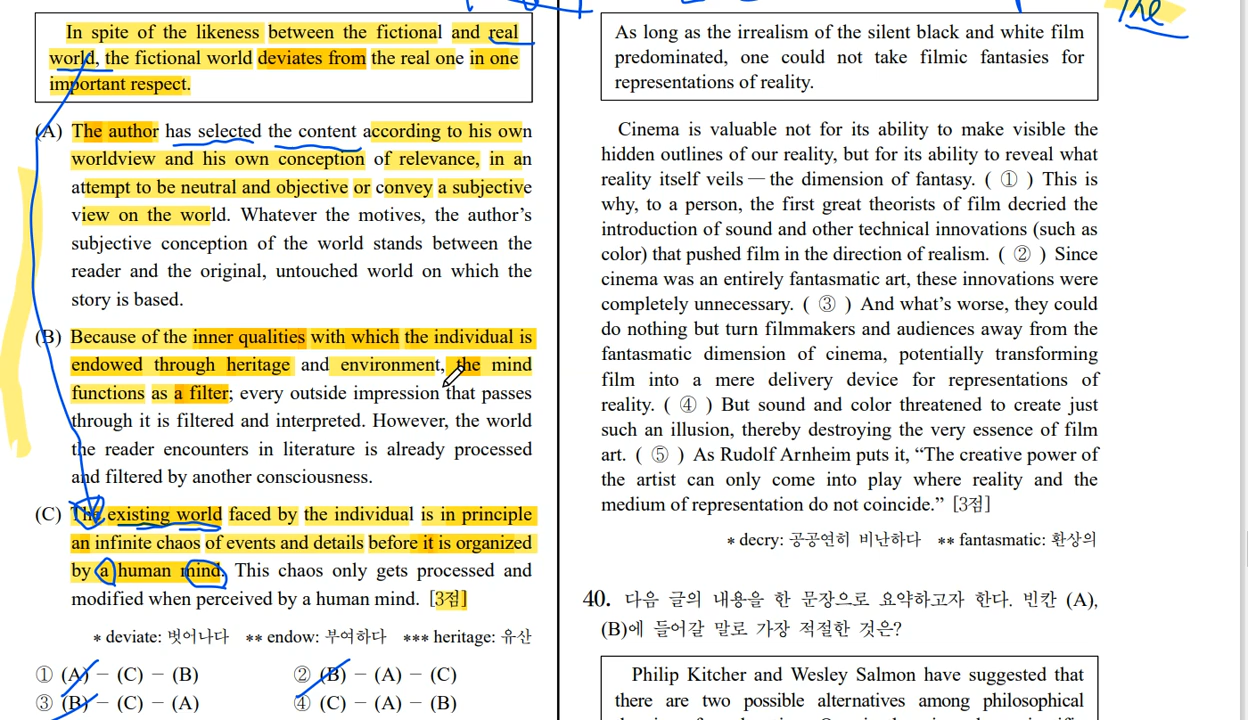 The
In spite of the likeness between the fictional and real
world, the fictional world deviates from the real one in one
important respect.
(A) The author has selected the content according to his own
worldview and his own conception of relevance, in an
attempt to be neutral and objective or convey a subjective
view on the world. Whatever the motives, the author's
subjective conception of the world stands between the
reader and the original, untouched world on which the
story is based.
(B) Because of the inner qualities with which the individual is
endowed through heritage and environment, the mind
functions as a filter; every outside impression that passes
through it is filtered and interpreted. However, the world
the reader encounters in literature is already processed
and filtered by another consciousness.
(C) The existing world faced by the individual is in principle
an infinite chaos of events and details before it is organized
by a human mind. This chaos only gets processed and
modified when perceived by a human mind. [3점]
* deviate: 벗어나다 ** endow: 부여하다 *** heritage: 유산
① (A) － (C) － (B) ② (B) － (A) － (C)
③ (B) － (C) － (A) ④ (C) － (A) － (B)
As long as the irrealism of the silent black and white film
predominated, one could not take filmic fantasies for
representations of reality.
Cinema is valuable not for its ability to make visible the
hidden outlines of our reality, but for its ability to reveal what
reality itself veils — the dimension of fantasy. ( ① ) This is
why, to a person, the first great theorists of film decried the
introduction of sound and other technical innovations (such as
color) that pushed film in the direction of realism. ( ② ) Since
cinema was an entirely fantasmatic art, these innovations were
completely unnecessary. ( ③ ) And what's worse, they could
do nothing but turn filmmakers and audiences away from the
fantasmatic dimension of cinema, potentially transforming
film into a mere delivery device for representations of
reality. ( ④ ) But sound and color threatened to create just
such an illusion, thereby destroying the very essence of film
art. ( ⑤ ) As Rudolf Arnheim puts it, “The creative power of
the artist can only come into play where reality and the
medium of representation do not coincide.” [3점]
* decry: 공공연히 비난하다 ** fantasmatic: 환상의
40. 다음 글의 내용을 한 문장으로 요약하고자 한다. 빈칸 (A),
(B)에 들어갈 말로 가장 적절한 것은?
Philip Kitcher and Wesley Salmon have suggested that
there are two possible alternatives among philosophical